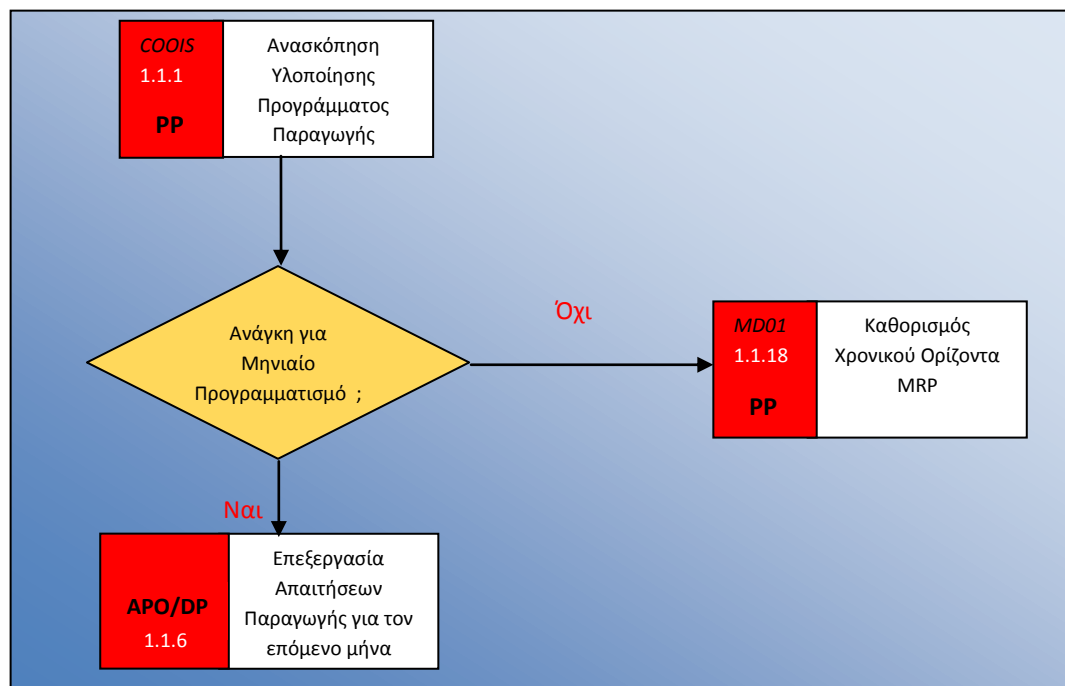 COOIS
1.1.1
PP
Ανασκόπηση
Υλοποίησης
Προγράμματος
Παραγωγής
Ανάγκη για
Μηνιαίο
Προγραμματισμό ;
Όχι
MD01
1.1.18
PP
Καθορισμός
Χρονικού Ορίζοντα
MRP
Ναι
APO/DP
1.1.6
Επεξεργασία
Απαιτήσεων
Παραγωγής για τον
επόμενο μήνα